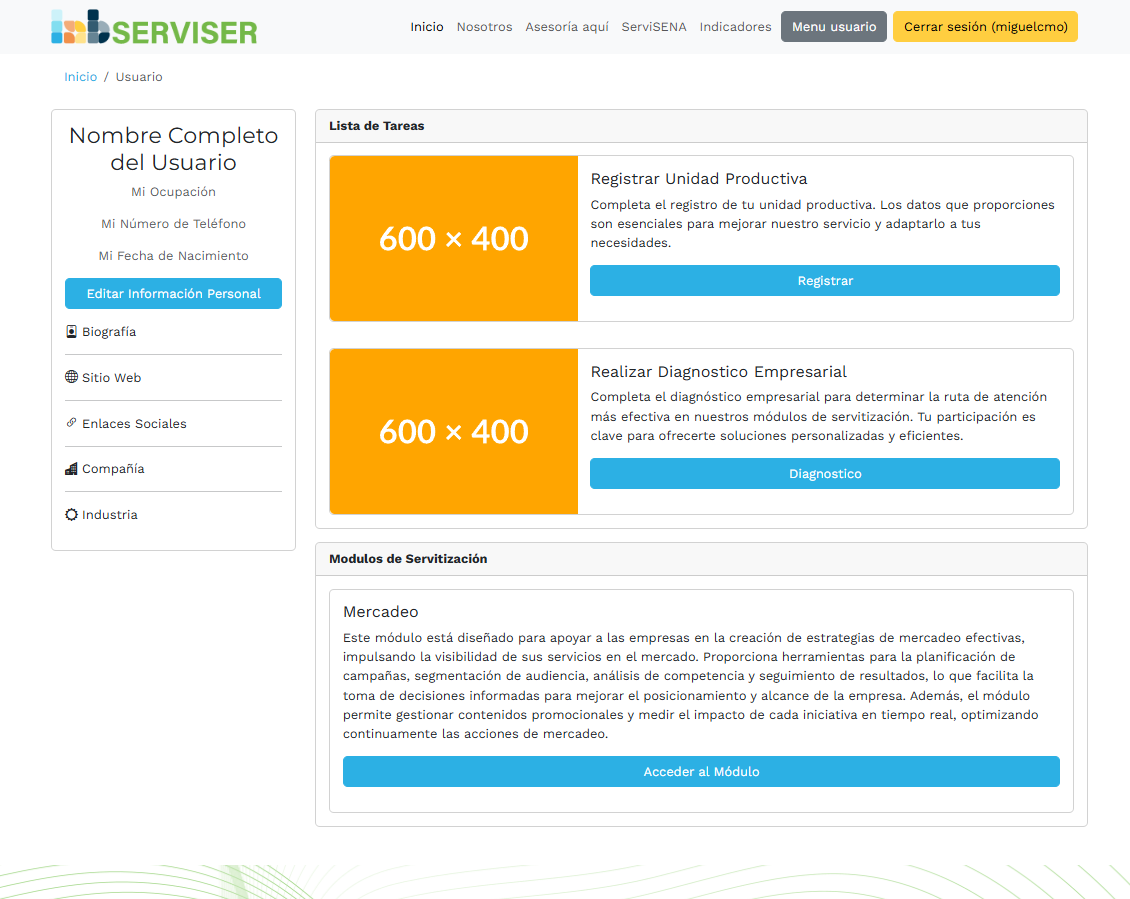 SERVISER
Inicio Nosotros Asesoría aquí ServiSENA Indicadores Menu usuario Cerrar sesión (miguelcmo)
Inicio / Usuario
Nombre Completo
del Usuario
Mi Ocupación
Mi Número de Teléfono
Mi Fecha de Nacimiento
Editar Información Personal
Biografía
Sitio Web
Enlaces Sociales
Compañía
Industria
Lista de Tareas
600 × 400
Registrar Unidad Productiva
Completa el registro de tu unidad productiva. Los datos que proporciones
son esenciales para mejorar nuestro servicio y adaptarlo a tus
necesidades.
Registrar
600 × 400
Realizar Diagnostico Empresarial
Completa el diagnóstico empresarial para determinar la ruta de atención
más efectiva en nuestros módulos de servitización. Tu participación es
clave para ofrecerte soluciones personalizadas y eficientes.
Diagnostico
Modulos de Servitización
Mercadeo
Este módulo está diseñado para apoyar a las empresas en la creación de estrategias de mercadeo efectivas,
impulsando la visibilidad de sus servicios en el mercado. Proporciona herramientas para la planificación de
campañas, segmentación de audiencia, análisis de competencia y seguimiento de resultados, lo que facilita la
toma de decisiones informadas para mejorar el posicionamiento y alcance de la empresa. Además, el módulo
permite gestionar contenidos promocionales y medir el impacto de cada iniciativa en tiempo real, optimizando
continuamente las acciones de mercadeo.
Acceder al Módulo